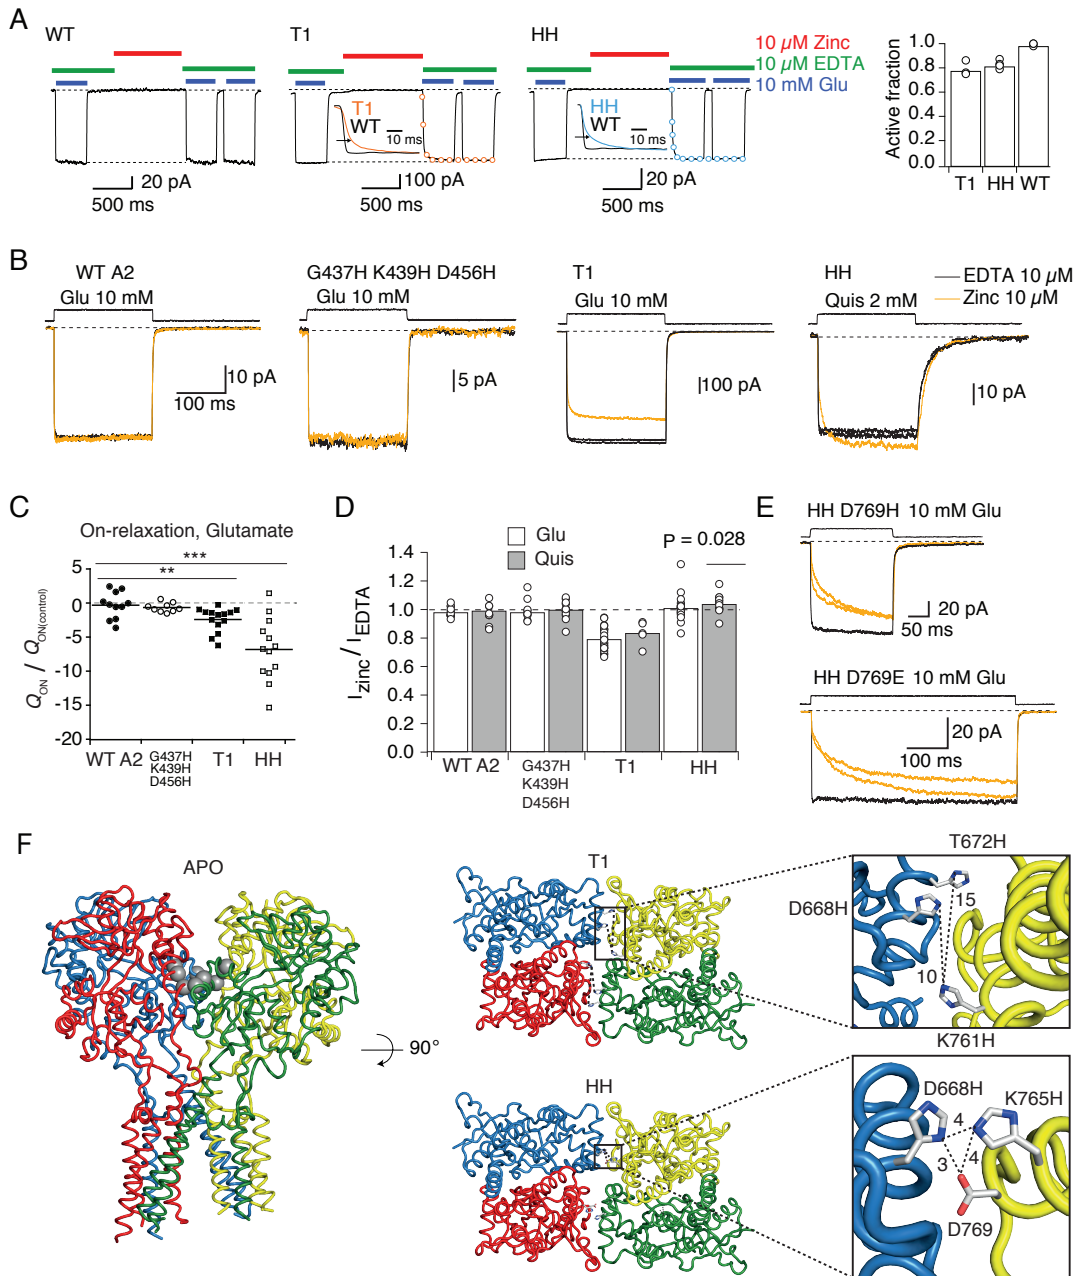 A
WT
T1
HH
10 µM Zinc
10 µM EDTA
10 mM Glu
T1
WT
10 ms
HH
WT
10 ms
20 pA
500 ms
100 pA
500 ms
20 pA
500 ms
Active fraction
1.0
0.8
0.6
0.4
0.2
0.0
T1 HH WT
B
WT A2
Glu 10 mM
G437H K439H D456H
Glu 10 mM
T1
Glu 10 mM
HH
Quis 2 mM
EDTA 10 µM
Zinc 10 µM
10 pA
100 ms
5 pA
100 pA
10 pA
C
On-relaxation, Glutamate
***
**
QON / QON(control)
5
0
-5
-10
-15
-20
WT A2
G437H
K439H
D456H
T1
HH
D
Glu
Quis
P = 0.028
Izinc / IEDTA
1.4
1.2
1.0
0.8
0.6
0.4
0.2
0.0
WT A2
G437H
K439H
D456H
T1
HH
E
HH D769H 10 mM Glu
20 pA
50 ms
HH D769E 10 mM Glu
20 pA
100 ms
F
APO
90°
T1
HH
T672H
D668H
15
10
K761H
D668H
K765H
4
3
4
D769